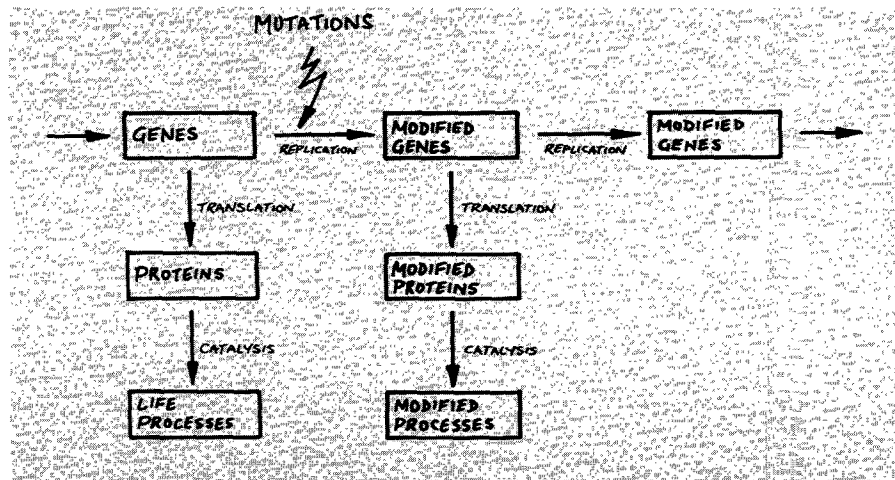 MUTATIONS
GENES
REPLICATION
MODIFIED
GENES
REPLICATION
MODIFIED
GENES
TRANSLATION
TRANSLATION
PROTEINS
MODIFIED
PROTEINS
CATALYSIS
CATALYSIS
LIFE
PROCESSES
MODIFIED
PROCESSES